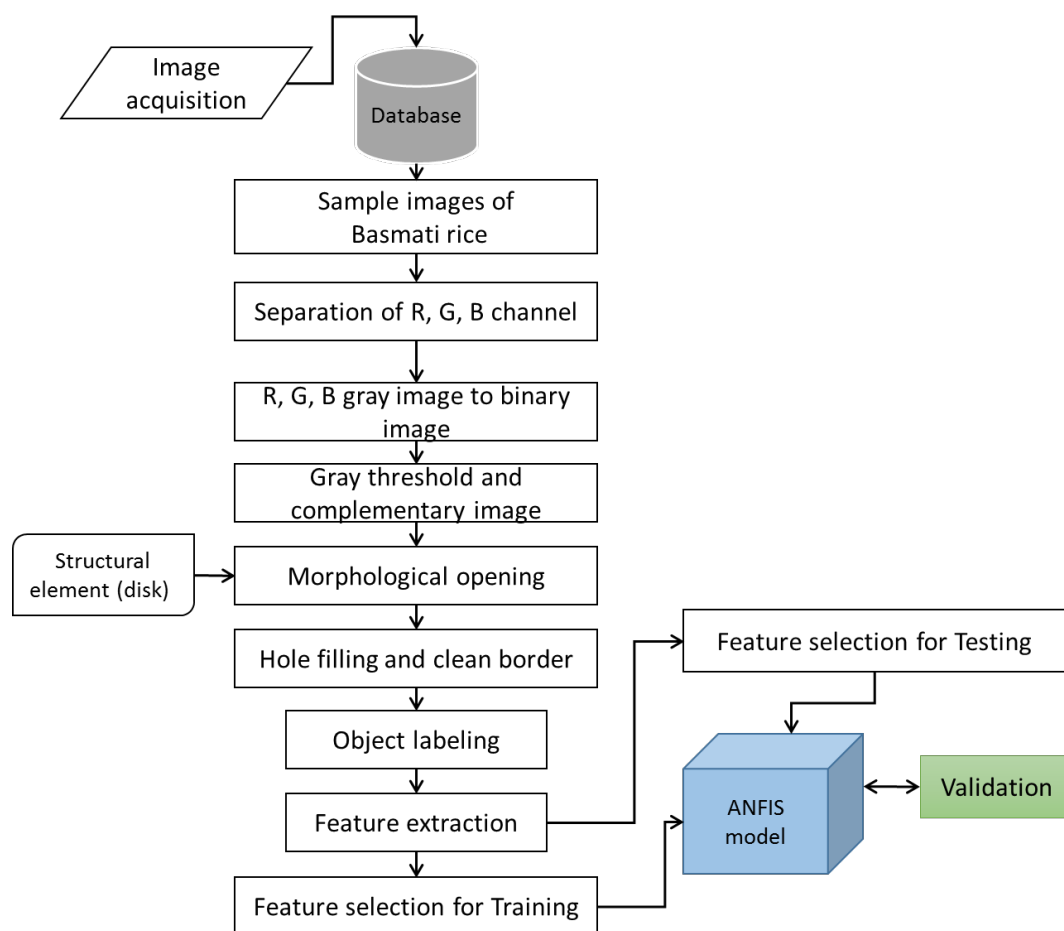 Image
acquisition
Database
Sample images of
Basmati rice
Separation of R, G, B channel
R, G, B gray image to binary
image
Gray threshold and
complementary image
Structural
element (disk)
Morphological opening
Hole filling and clean border
Feature selection for Testing
Object labeling
Validation
ANFIS
model
Feature extraction
Feature selection for Training